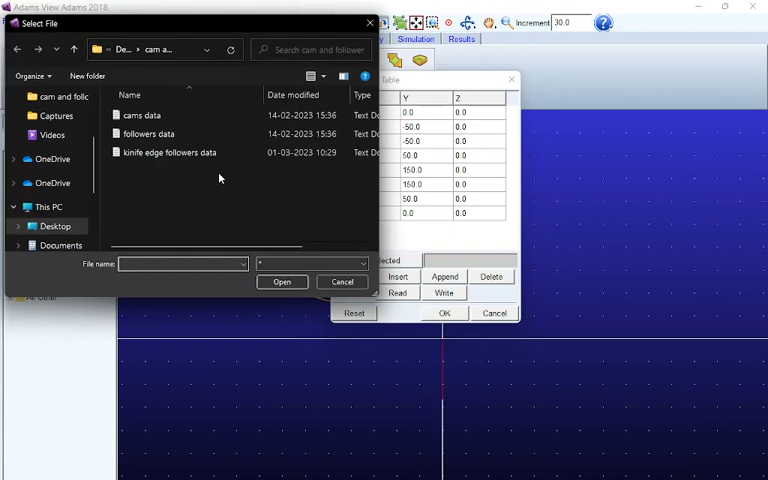 Adams View Adams 2018
Select File
De... › cam a...
Search cam and follower
Organize
New folder
Increment 30.0
Simulation
Results
Table
cam and follc
Captures
Videos
OneDrive
OneDrive
This PC
Desktop
Documents
Name
Date modified
Type
cams data
14-02-2023 15:36
Text Do
followers data
14-02-2023 15:36
Text Do
kinife edge followers data
01-03-2023 10:29
Text Do
File name:
*
Open
Cancel
Y
Z
0.0
0.0
-50.0
0.0
-50.0
0.0
50.0
0.0
150.0
0.0
150.0
0.0
50.0
0.0
0.0
0.0
lected
Insert
Append
Delete
Read
Write
Reset
OK
Cancel
All Other